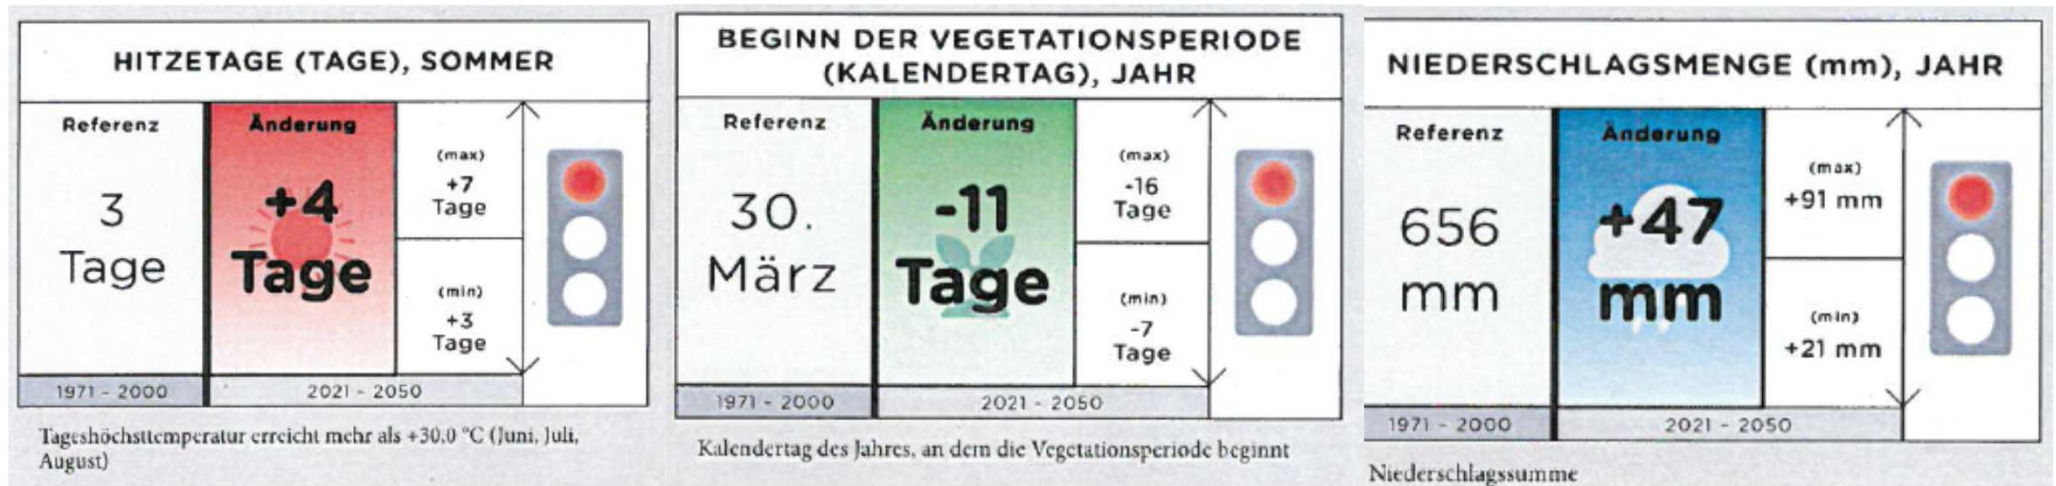 HITZETAGE (TAGE), SOMMER
Referenz
3
Tage
1971 - 2000
Änderung
+4
Tage
(max)
+7
Tage
(min)
+3
Tage
2021 - 2050
Tageshöchsttemperatur erreicht mehr als +30.0 °C (Juni, Juli,
August)
BEGINN DER VEGETATIONSPERIODE
(KALENDERTAG), JAHR
Referenz
30.
März
1971 - 2000
Änderung
-11
Tage
(max)
-16
Tage
(min)
-7
Tage
2021 - 2050
Kalendertag des Jahres, an dem die Vegetationsperiode beginnt
NIEDERSCHLAGSMENGE (mm), JAHR
Referenz
656
mm
1971 - 2000
Änderung
+47
mm
(max)
+91 mm
(min)
+21 mm
2021 - 2050
Niederschlagssumme